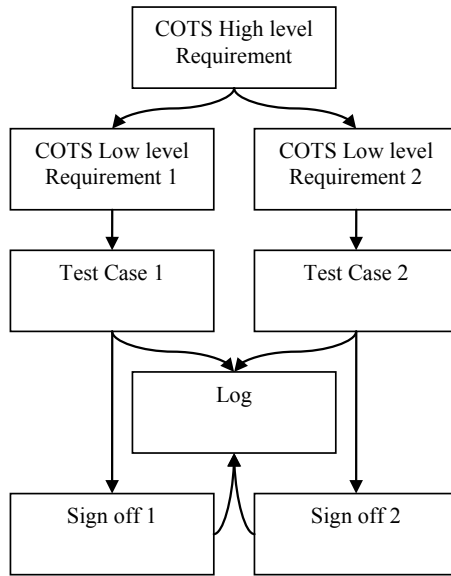 COTS High level
Requirement
COTS Low level
Requirement 1
COTS Low level
Requirement 2
Test Case 1
Test Case 2
Log
Sign off 1
Sign off 2